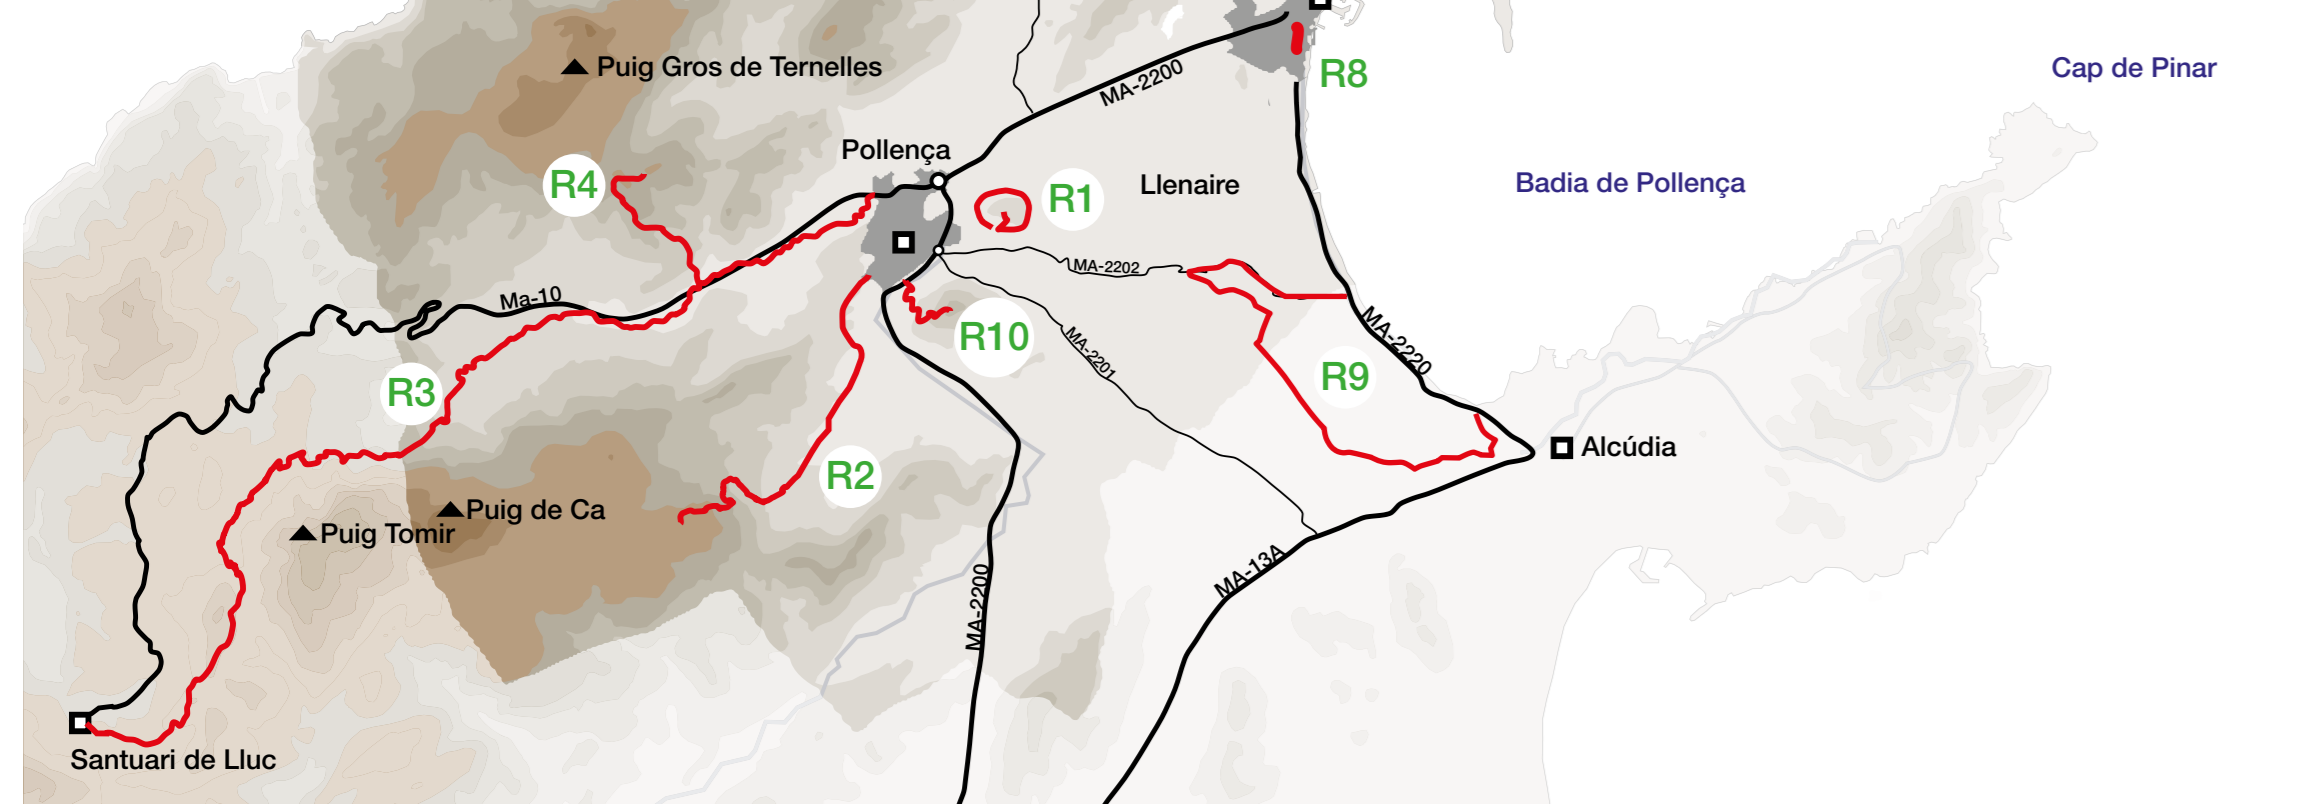 Puig Gros de Ternelles
MA-2200
R8
Cap de Pinar
Pollença
R4
R1
Llenaire
Badia de Pollença
MA-2202
Ma-10
R10
MA-2201
MA-2220
R3
R9
R2
Alcúdia
Puig de Ca
Puig Tomir
MA-13A
MA-2200
Santuari de Lluc